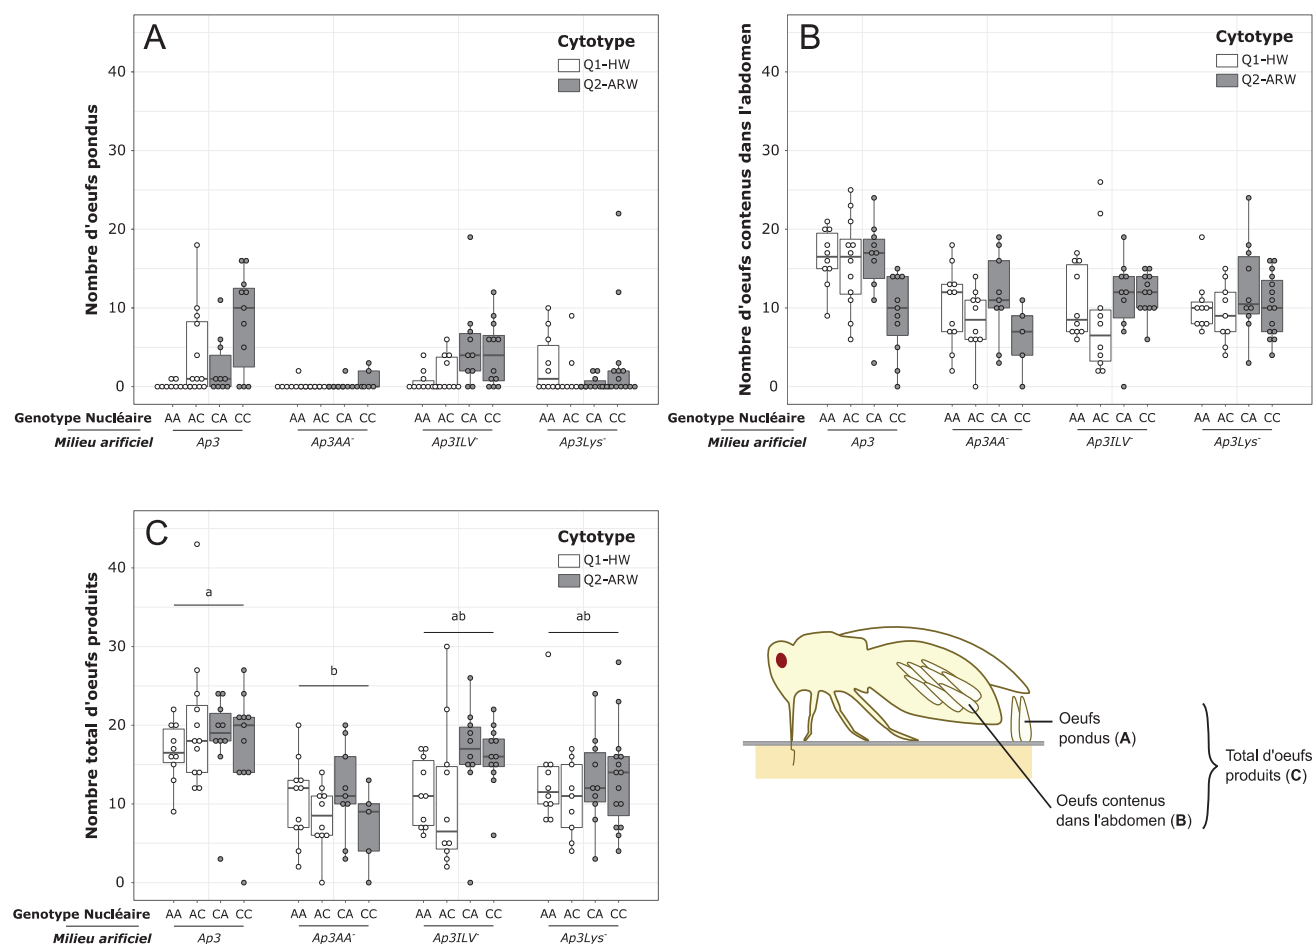 A
Cytotype
Q1-HW
Q2-ARW
Nombre d'oeufs pondus
40
30
20
10
0
Genotype Nucléaire AA AC CA CC AA AC CA CC AA AC CA CC AA AC CA CC
Milieu arificiel Ap3 Ap3AA⁻ Ap3ILV⁻ Ap3Lys⁻
B
Cytotype
Q1-HW
Q2-ARW
Nombre d'oeufs contenus dans l'abdomen
40
30
20
10
0
Genotype Nucléaire AA AC CA CC AA AC CA CC AA AC CA CC AA AC CA CC
Milieu arificiel Ap3 Ap3AA⁻ Ap3ILV⁻ Ap3Lys⁻
C
Cytotype
Q1-HW
Q2-ARW
Nombre total d'oeufs produits
40
30
20
10
0
a
b
ab
ab
Genotype Nucléaire AA AC CA CC AA AC CA CC AA AC CA CC AA AC CA CC
Milieu arificiel Ap3 Ap3AA⁻ Ap3ILV⁻ Ap3Lys⁻
Oeufs
pondus (A)
Total d'oeufs
produits (C)
Oeufs contenus
dans l'abdomen (B)